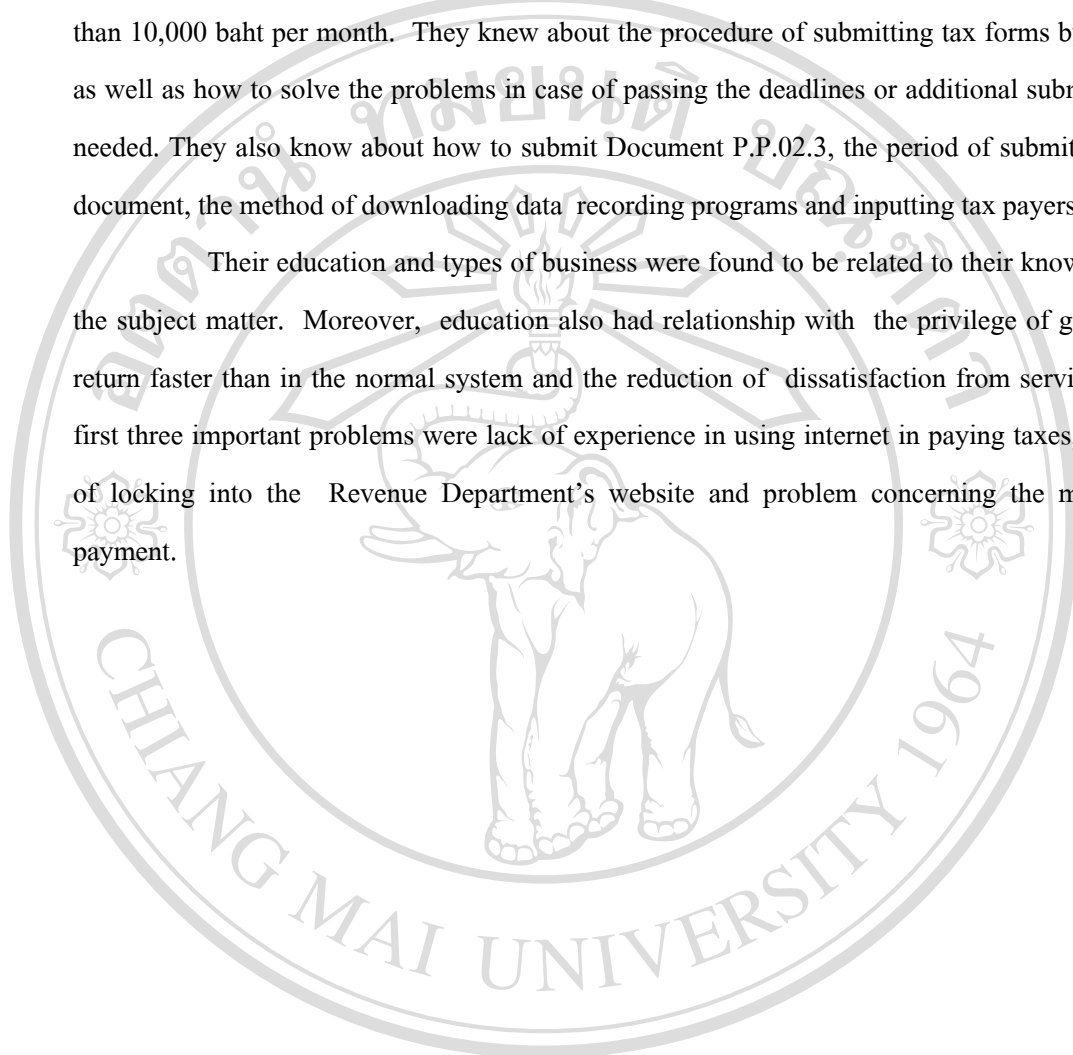 than 10,000 baht per month. They knew about the procedure of submitting tax forms
as well as how to solve the problems in case of passing the deadlines or additional
needed. They also know about how to submit Document P.P.02.3, the period of
document, the method of downloading data recording programs and inputting tax payers
Their education and types of business were found to be related to their
the subject matter. Moreover, education also had relationship with the privilege of
return faster than in the normal system and the reduction of dissatisfaction from
first three important problems were lack of experience in using internet in paying taxes,
of locking into the Revenue Department's website and problem concerning the
payment.
CHIANG MAI UNIVERSITY 1964